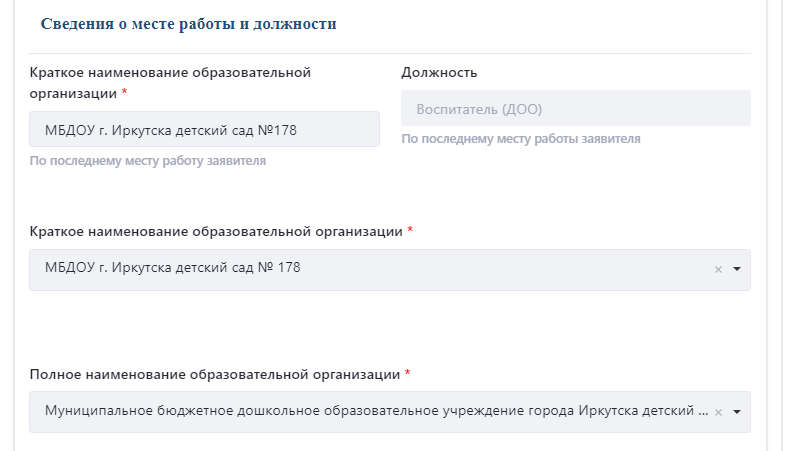 Сведения о месте работы и должности
Краткое наименование образовательной
организации *
МБДОУ г. Иркутска детский сад №178
По последнему месту работу заявителя
Должность
Воспитатель (ДОО)
По последнему месту работы заявителя
Краткое наименование образовательной организации *
МБДОУ г. Иркутска детский сад № 178
Полное наименование образовательной организации *
Муниципальное бюджетное дошкольное образовательное учреждение города Иркутска детский ...